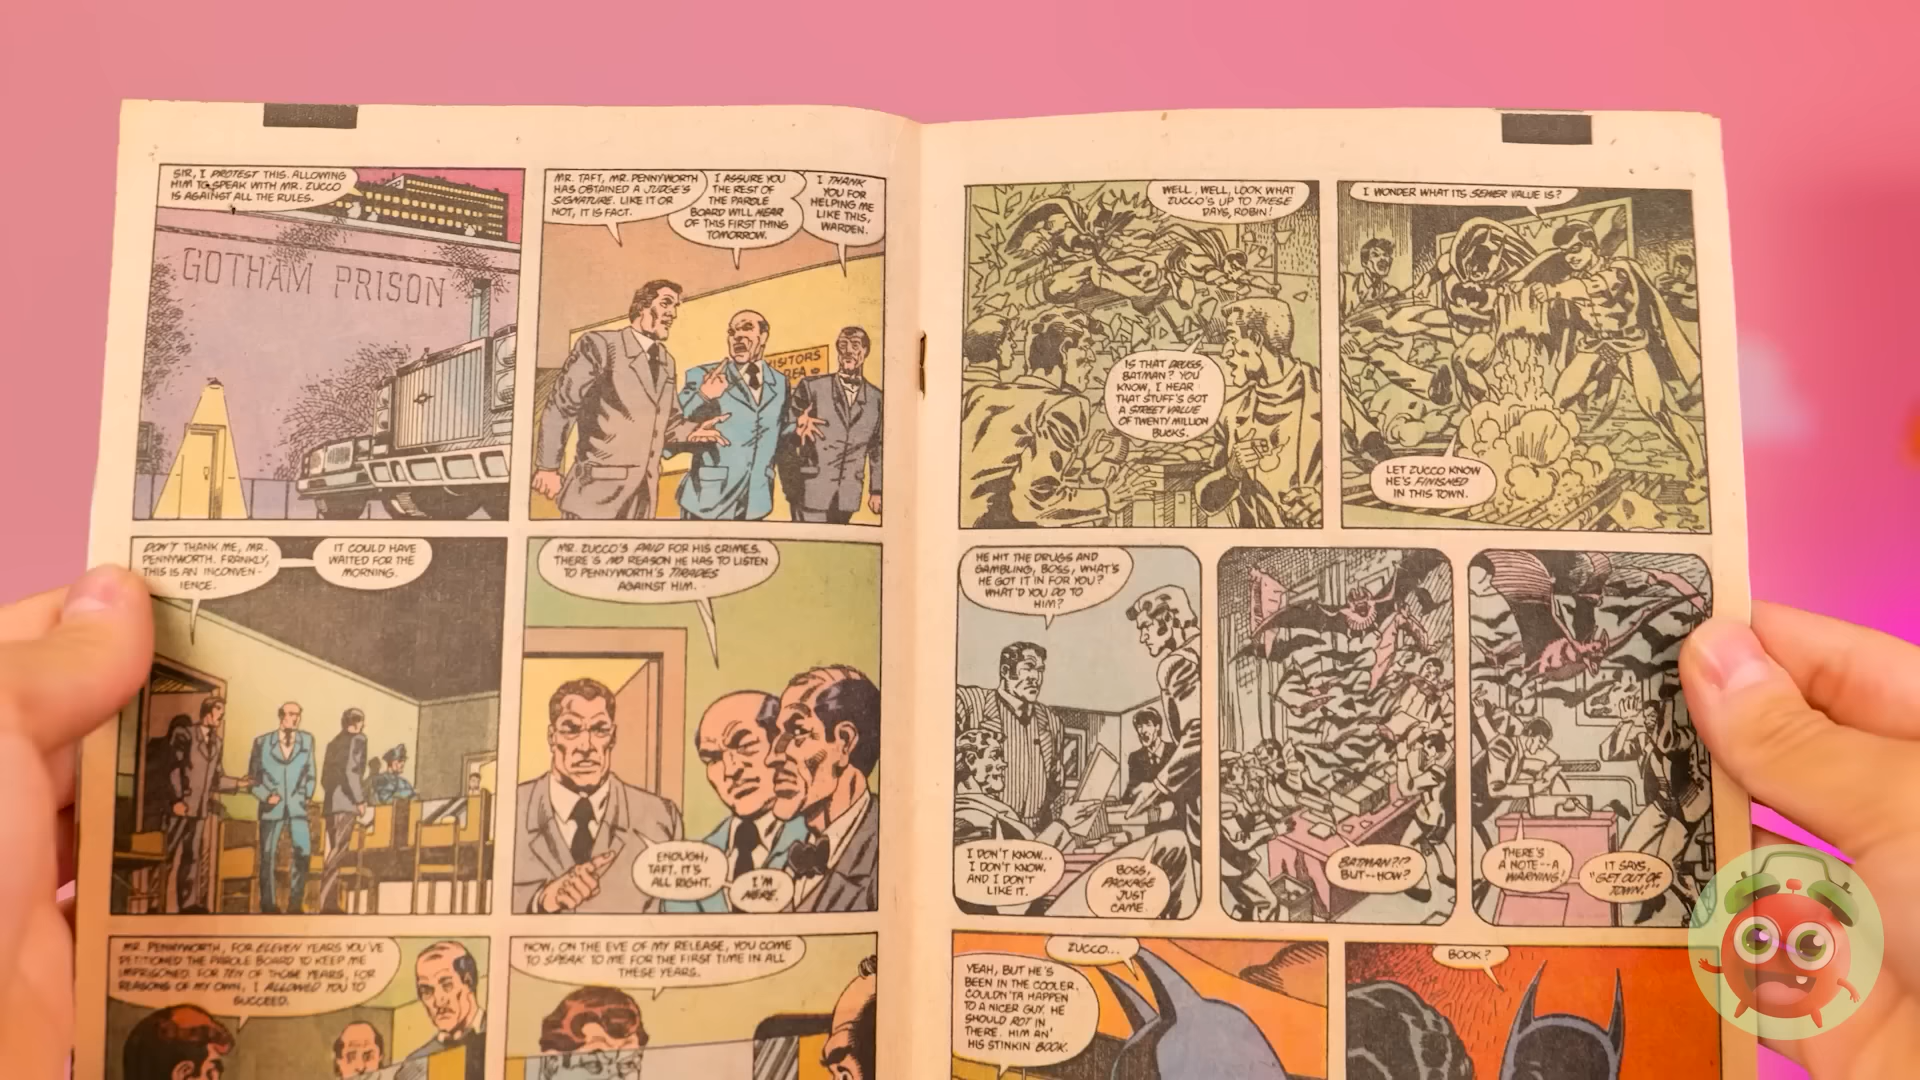 SIR, I PROTEST THIS. ALLOWING
HIM TO SPEAK WITH MR. ZUCCO
IS AGAINST ALL THE RULES.
GOTHAM PRISON
MR. TAFT, MR. PENNYWORTH
HAS OBTAINED A JUDGE'S
SIGNATURE. LIKE IT OR
NOT, IT IS FACT.
I ASSURE YOU
THE REST OF
THE PAROLE
BOARD WILL HEAR
OF THIS FIRST THING
TOMORROW.
I THANK
YOU FOR
HELPING ME
LIKE THIS,
WARDEN.
VISITORS
AREA
DON'T THANK ME, MR.
PENNYWORTH. FRANKLY,
THIS IS AN INCONVEN-
IENCE.
IT COULD HAVE
WAITED FOR THE
MORNING.
MR. ZUCCO'S PAID FOR HIS CRIMES.
THERE'S NO REASON HE HAS TO LISTEN
TO PENNYWORTH'S TIRADES
AGAINST HIM.
ENOUGH,
TAFT. IT'S
ALL RIGHT.
I'M
HERE.
MR. PENNYWORTH, FOR ELEVEN YEARS YOU'VE
PETITIONED THE PAROLE BOARD TO KEEP ME
IMPRISONED. FOR TEN OF THOSE YEARS, FOR
REASONS OF MY OWN, I ALLOWED YOU TO
SUCCEED.
NOW, ON THE EVE OF MY RELEASE, YOU COME
TO SPEAK TO ME FOR THE FIRST TIME IN ALL
THESE YEARS.
WELL, WELL, LOOK WHAT
ZUCCO'S UP TO THESE
DAYS, ROBIN!
IS THAT DRUGS,
BATMAN? YOU
KNOW, I HEAR
THAT STUFF'S GOT
A STREET VALUE
OF TWENTY MILLION
BUCKS.
I WONDER WHAT ITS SEWER VALUE IS?
LET ZUCCO KNOW
HE'S FINISHED
IN THIS TOWN.
HE HIT THE DRUGS AND
GAMBLING, BOSS, WHAT'S
HE GOT IT IN FOR YOU?
WHAT'D YOU DO TO
HIM?
I DON'T KNOW...
I DON'T KNOW.
AND I DON'T
LIKE IT.
BOSS,
PACKAGE
JUST
CAME.
BATMAN?!?
BUT--HOW?
THERE'S
A NOTE--A
WARNING!
IT SAYS,
"GET OUT OF
TOWN!"
ZUCCO...
YEAH, BUT HE'S
BEEN IN THE COOLER.
COULDN'TA HAPPEN
TO A NICER GUY. HE
SHOULD ROT IN
THERE. HIM AN'
HIS STINKIN BOOK.
BOOK?